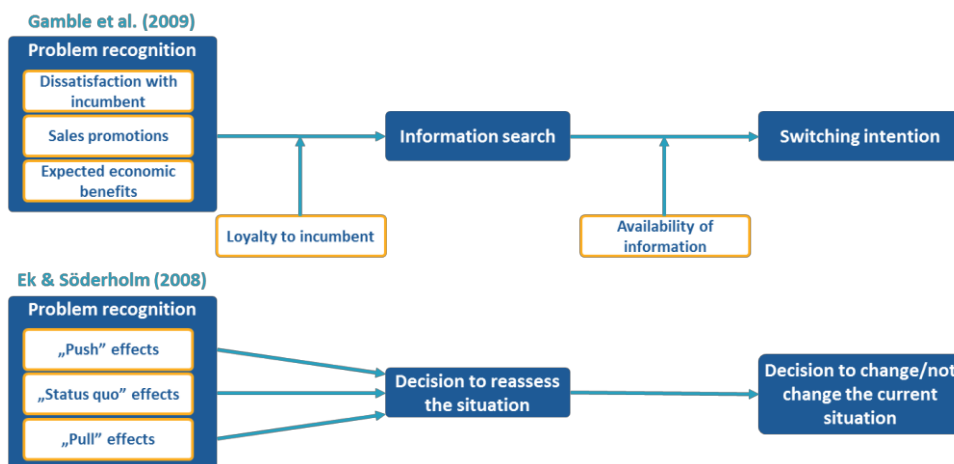 Gamble et al. (2009)
Problem recognition
Dissatisfaction with
incumbent
Sales promotions
Expected economic
benefits
Information search
Switching intention
Loyalty to incumbent
Availability of
information
Ek & Söderholm (2008)
Problem recognition
„Push” effects
„Status quo” effects
„Pull” effects
Decision to reassess
the situation
Decision to change/not
change the current
situation